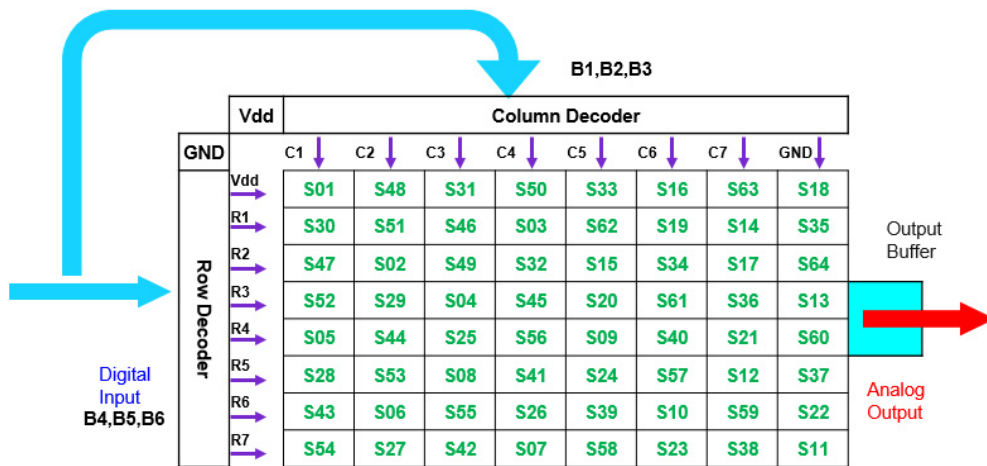 B1,B2,B3
Vdd Column Decoder
GND C1 C2 C3 C4 C5 C6 C7 GND
Vdd S01 S48 S31 S50 S33 S16 S63 S18
R1 S30 S51 S46 S03 S62 S19 S14 S35
R2 S47 S02 S49 S32 S15 S34 S17 S64
R3 S52 S29 S04 S45 S20 S61 S36 S13
R4 S05 S44 S25 S56 S09 S40 S21 S60
R5 S28 S53 S08 S41 S24 S57 S12 S37
R6 S43 S06 S55 S26 S39 S10 S59 S22
R7 S54 S27 S42 S07 S58 S23 S38 S11
Row Decoder
Output
Buffer
Digital
Input
B4,B5,B6
Analog
Output